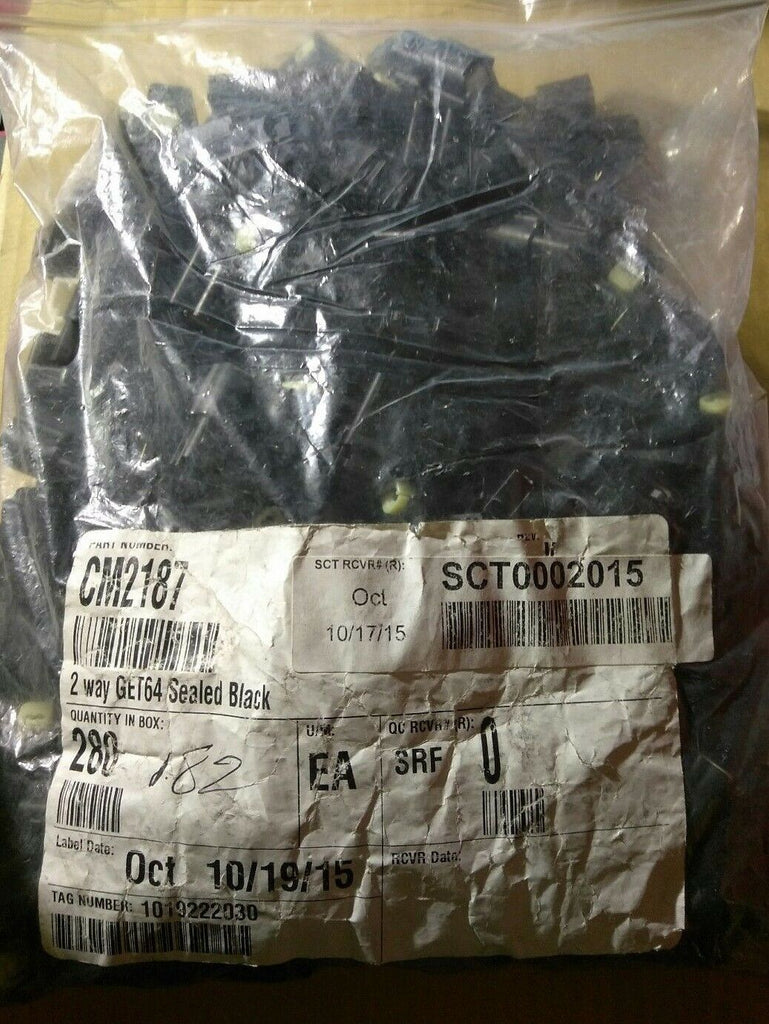 PART NUMBER:
CM2187
REV.
SCT RCVR# (R):
SCT0002015
Oct
10/17/15
2 way GET64 Sealed Black
QUANTITY IN BOX:
280 182
U/M:
EA
QC RCVR# (R):
SRF 0
Label Date:
Oct 10/19/15
RCVR Date:
TAG NUMBER: 1019222030